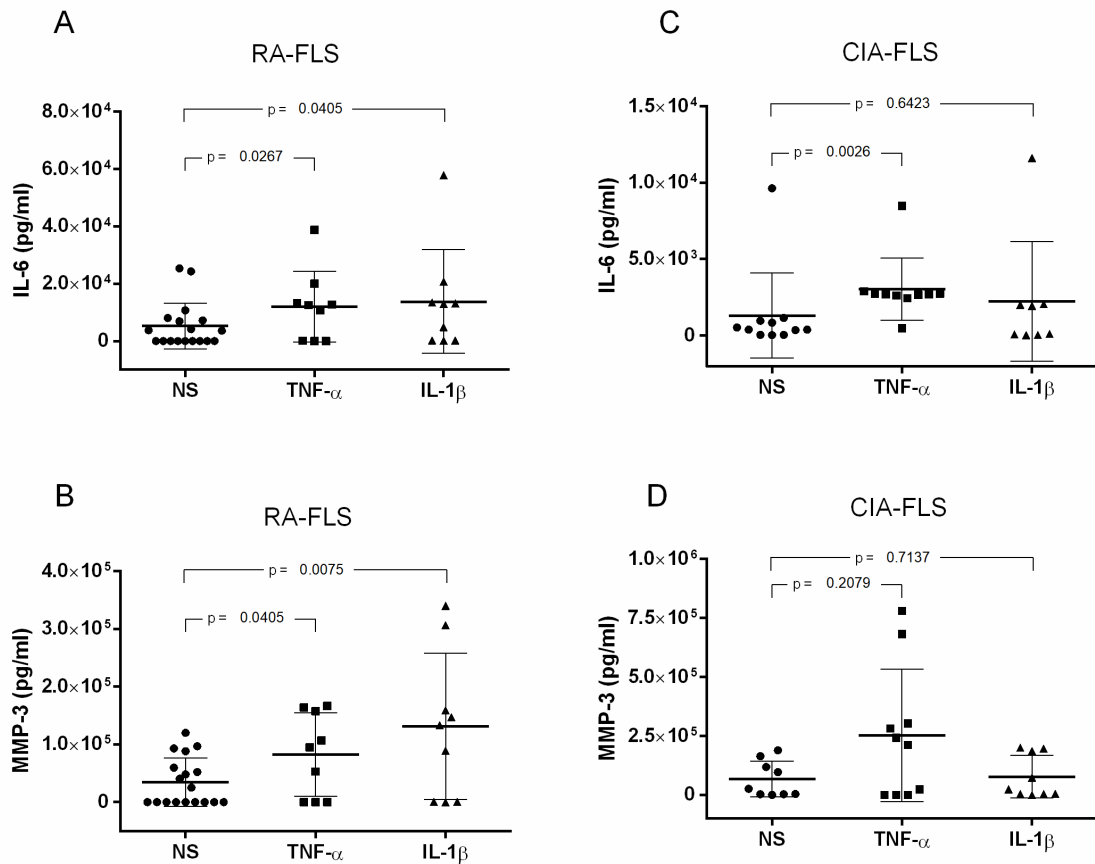 A
RA-FLS
p = 0.0405
p = 0.0267
8.0×10⁴
6.0×10⁴
4.0×10⁴
2.0×10⁴
0
IL-6 (pg/ml)
NS TNF-α IL-1β
C
CIA-FLS
p = 0.6423
p = 0.0026
1.5×10⁴
1.0×10⁴
5.0×10³
0
IL-6 (pg/ml)
NS TNF-α IL-1β
B
RA-FLS
p = 0.0075
p = 0.0405
4.0×10⁵
3.0×10⁵
2.0×10⁵
1.0×10⁵
0
MMP-3 (pg/ml)
NS TNF-α IL-1β
D
CIA-FLS
p = 0.7137
p = 0.2079
1.0×10⁶
7.5×10⁵
5.0×10⁵
2.5×10⁵
0
MMP-3 (pg/ml)
NS TNF-α IL-1β